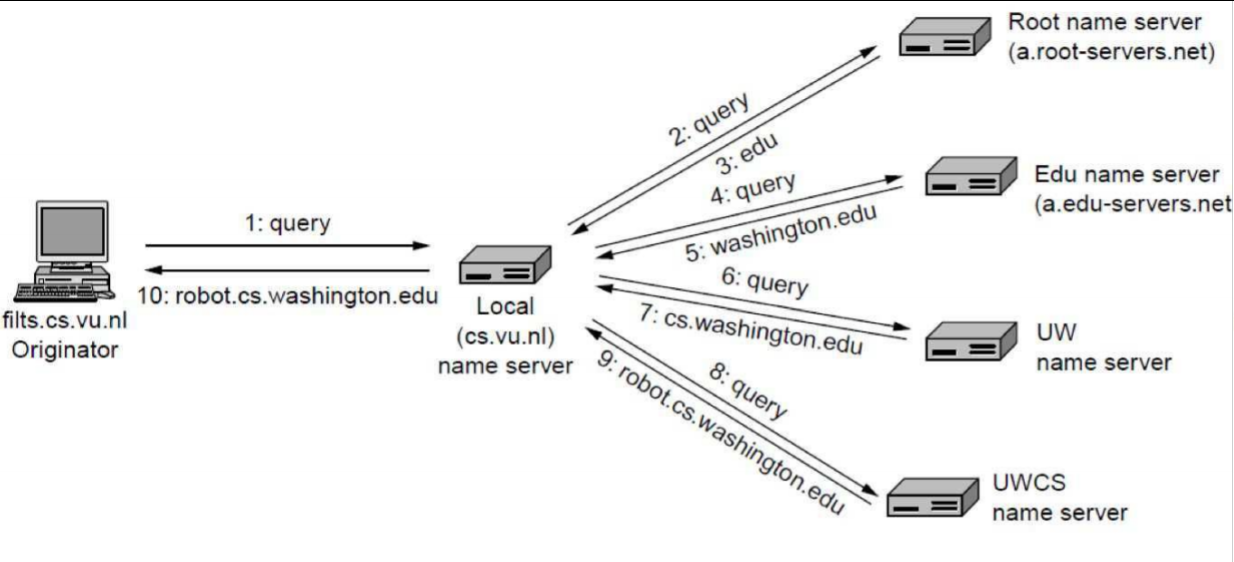 Root name server
(a.root-servers.net)
2: query
3: edu
4: query
Edu name server
(a.edu-servers.net
5: washington.edu
1: query
6: query
10: robot.cs.washington.edu
Local
(cs.vu.nl)
name server
filts.cs.vu.nl
Originator
7: cs.washington.edu
UW
name server
8: query
9: robot.cs.washington.edu
UWCS
name server